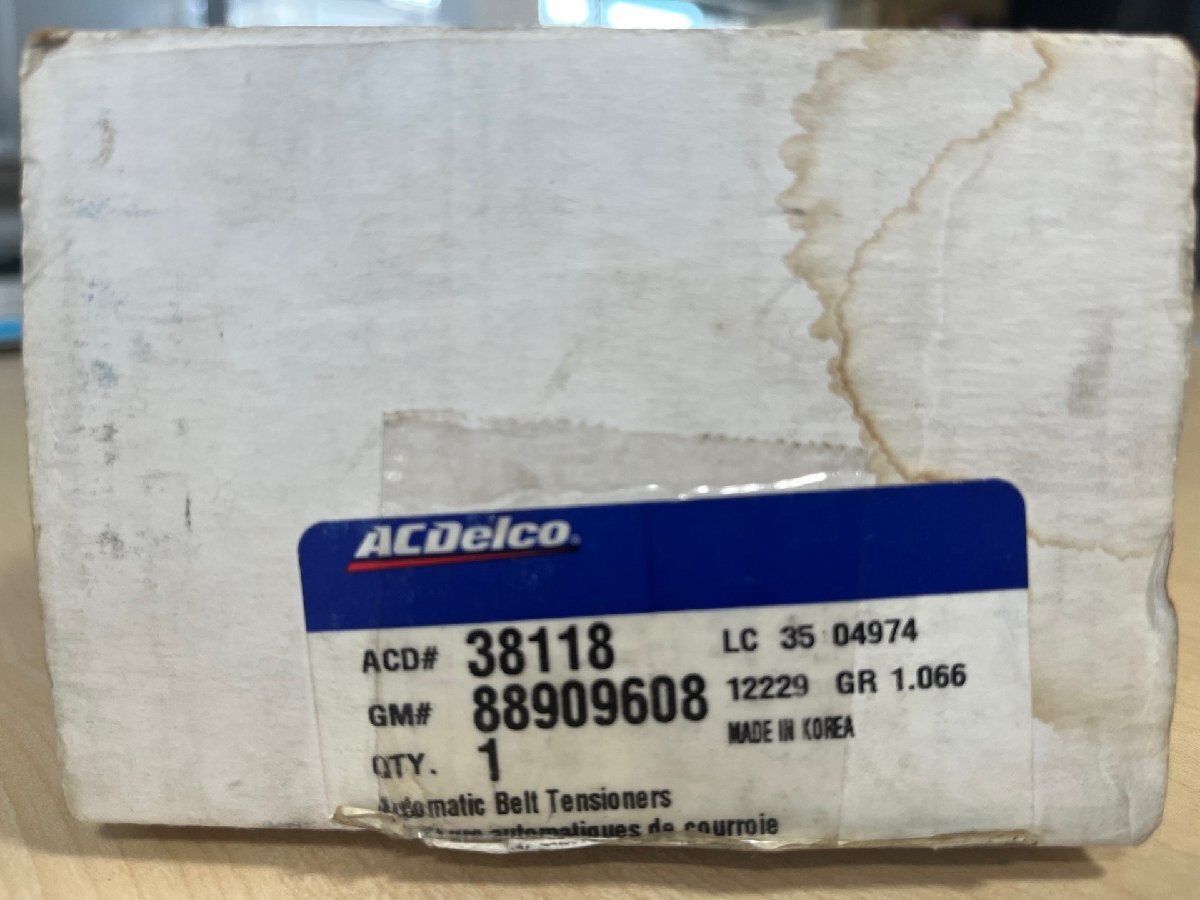 ACDelco
ACD# 38118 LC 35 04974
GM# 88909608 12229 GR 1.066
MADE IN KOREA
QTY. 1
Automatic Belt Tensioners
automatiques de courroie